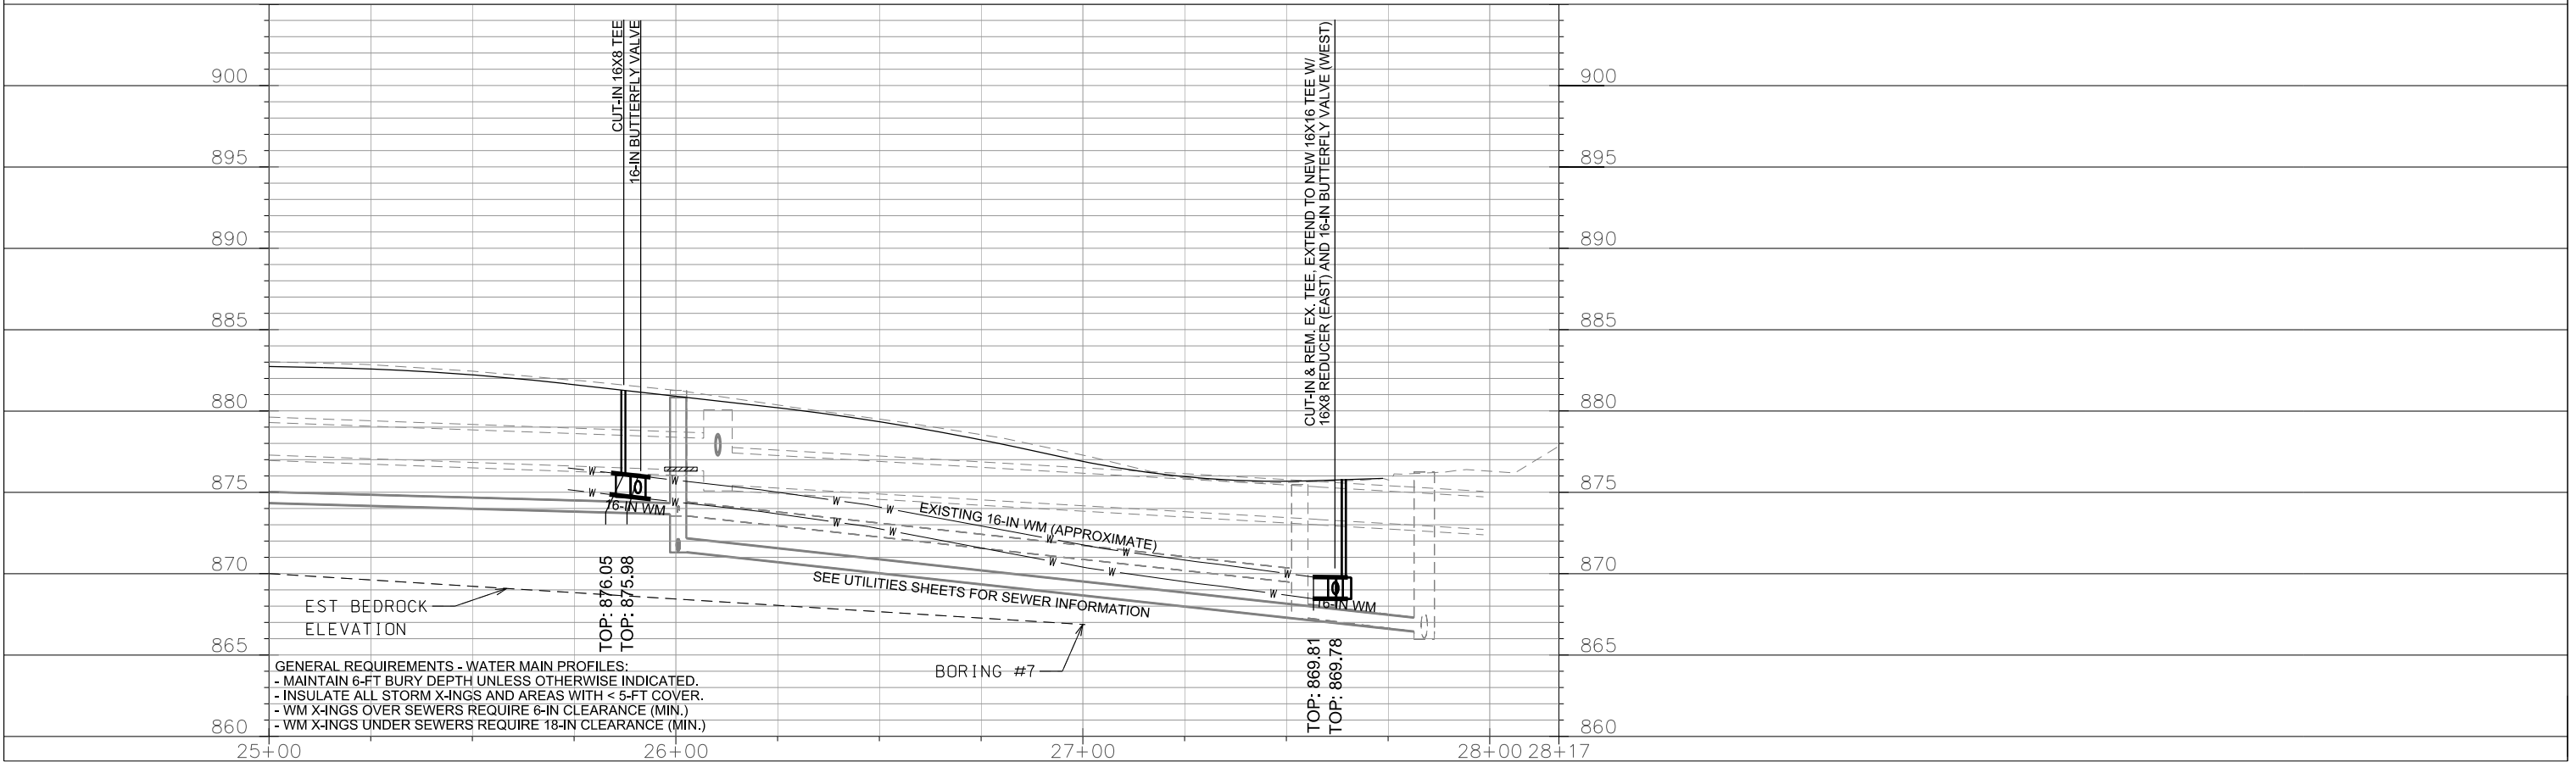 CUT-IN 16X8 TEE
16-IN BUTTERFLY VALVE
CUT-IN & REM. EX. TEE, EXTEND TO NEW 16X16 TEE W/
16X8 REDUCER (EAST) AND 16-IN BUTTERFLY VALVE (WEST)
900 900
895 895
890 890
885 885
880 880
875 875
870 870
865 865
860 860
W W W W W W W
W W W W W W W
16-IN WM
EXISTING 16-IN WM (APPROXIMATE)
SEE UTILITIES SHEETS FOR SEWER INFORMATION
16-IN WM
EST BEDROCK
ELEVATION
TOP: 876.05
TOP: 875.98
BORING #7
TOP: 869.81
TOP: 869.78
GENERAL REQUIREMENTS - WATER MAIN PROFILES:
- MAINTAIN 6-FT BURY DEPTH UNLESS OTHERWISE INDICATED.
- INSULATE ALL STORM X-INGS AND AREAS WITH < 5-FT COVER.
- WM X-INGS OVER SEWERS REQUIRE 6-IN CLEARANCE (MIN.)
- WM X-INGS UNDER SEWERS REQUIRE 18-IN CLEARANCE (MIN.)
25+00 26+00 27+00 28+00 28+17